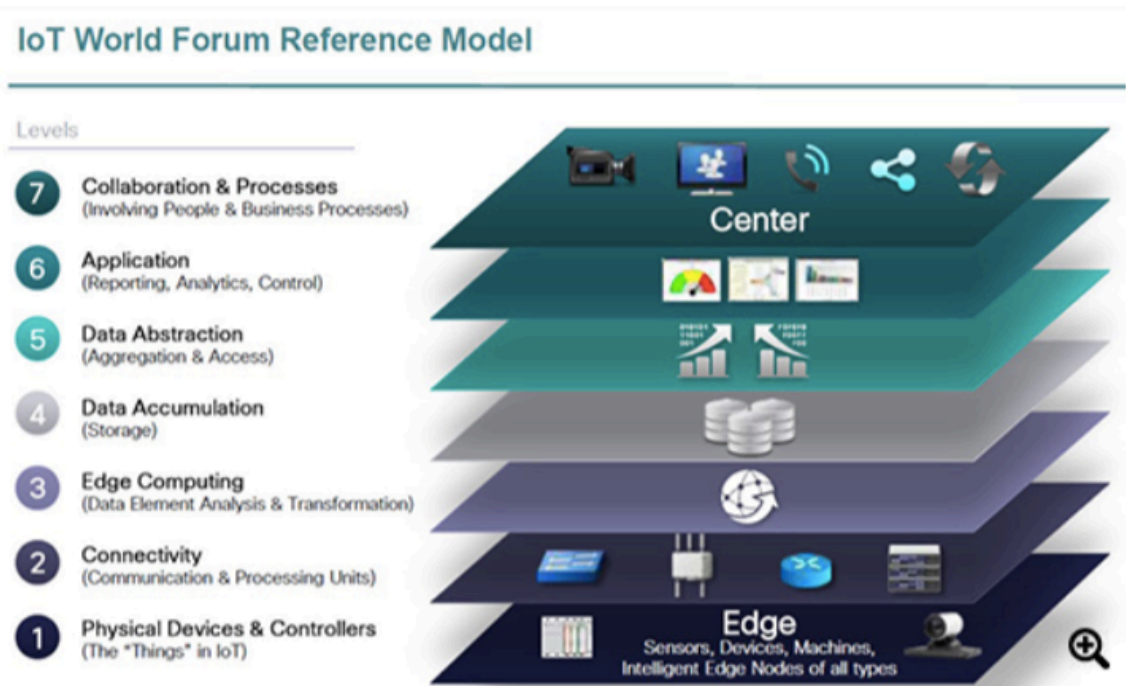 IoT World Forum Reference Model
Levels
7
Collaboration & Processes
(Involving People & Business Processes)
Center
6
Application
(Reporting, Analytics, Control)
5
Data Abstraction
(Aggregation & Access)
4
Data Accumulation
(Storage)
3
Edge Computing
(Data Element Analysis & Transformation)
2
Connectivity
(Communication & Processing Units)
1
Physical Devices & Controllers
(The "Things" in IoT)
Edge
Sensors, Devices, Machines,
Intelligent Edge Nodes of all types